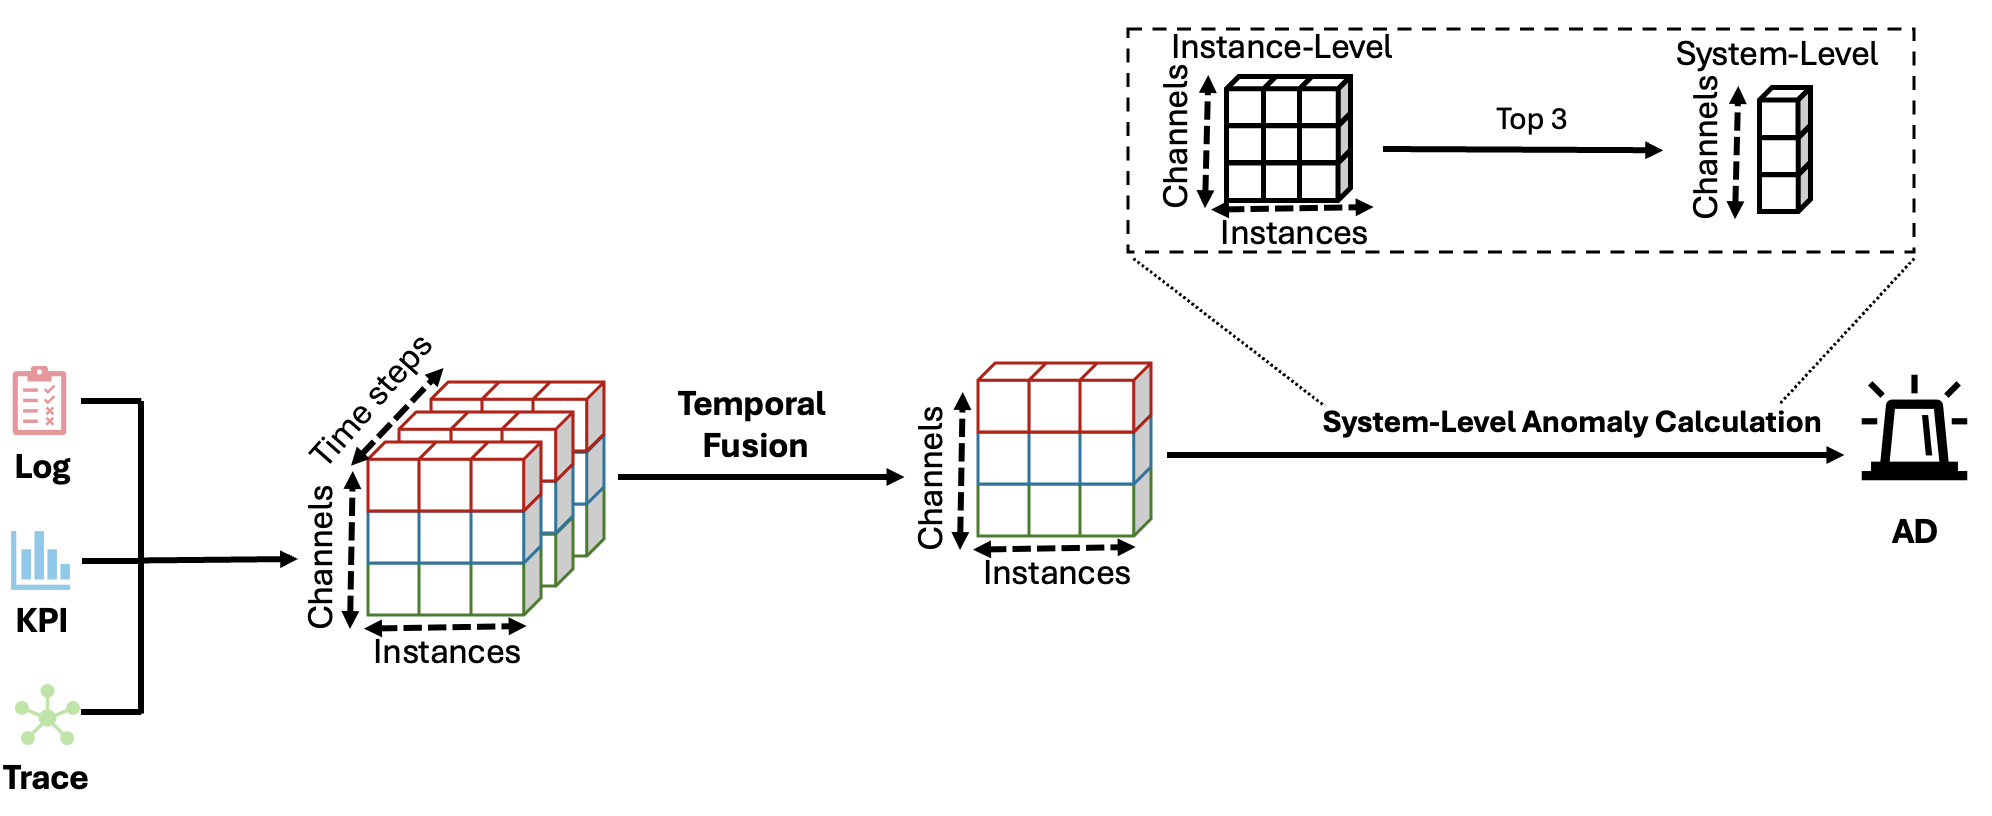 Log
KPI
Trace
Time steps
Channels
Instances
Temporal
Fusion
Channels
Instances
Instance-Level
Channels
Instances
Top 3
System-Level
Channels
System-Level Anomaly Calculation
AD